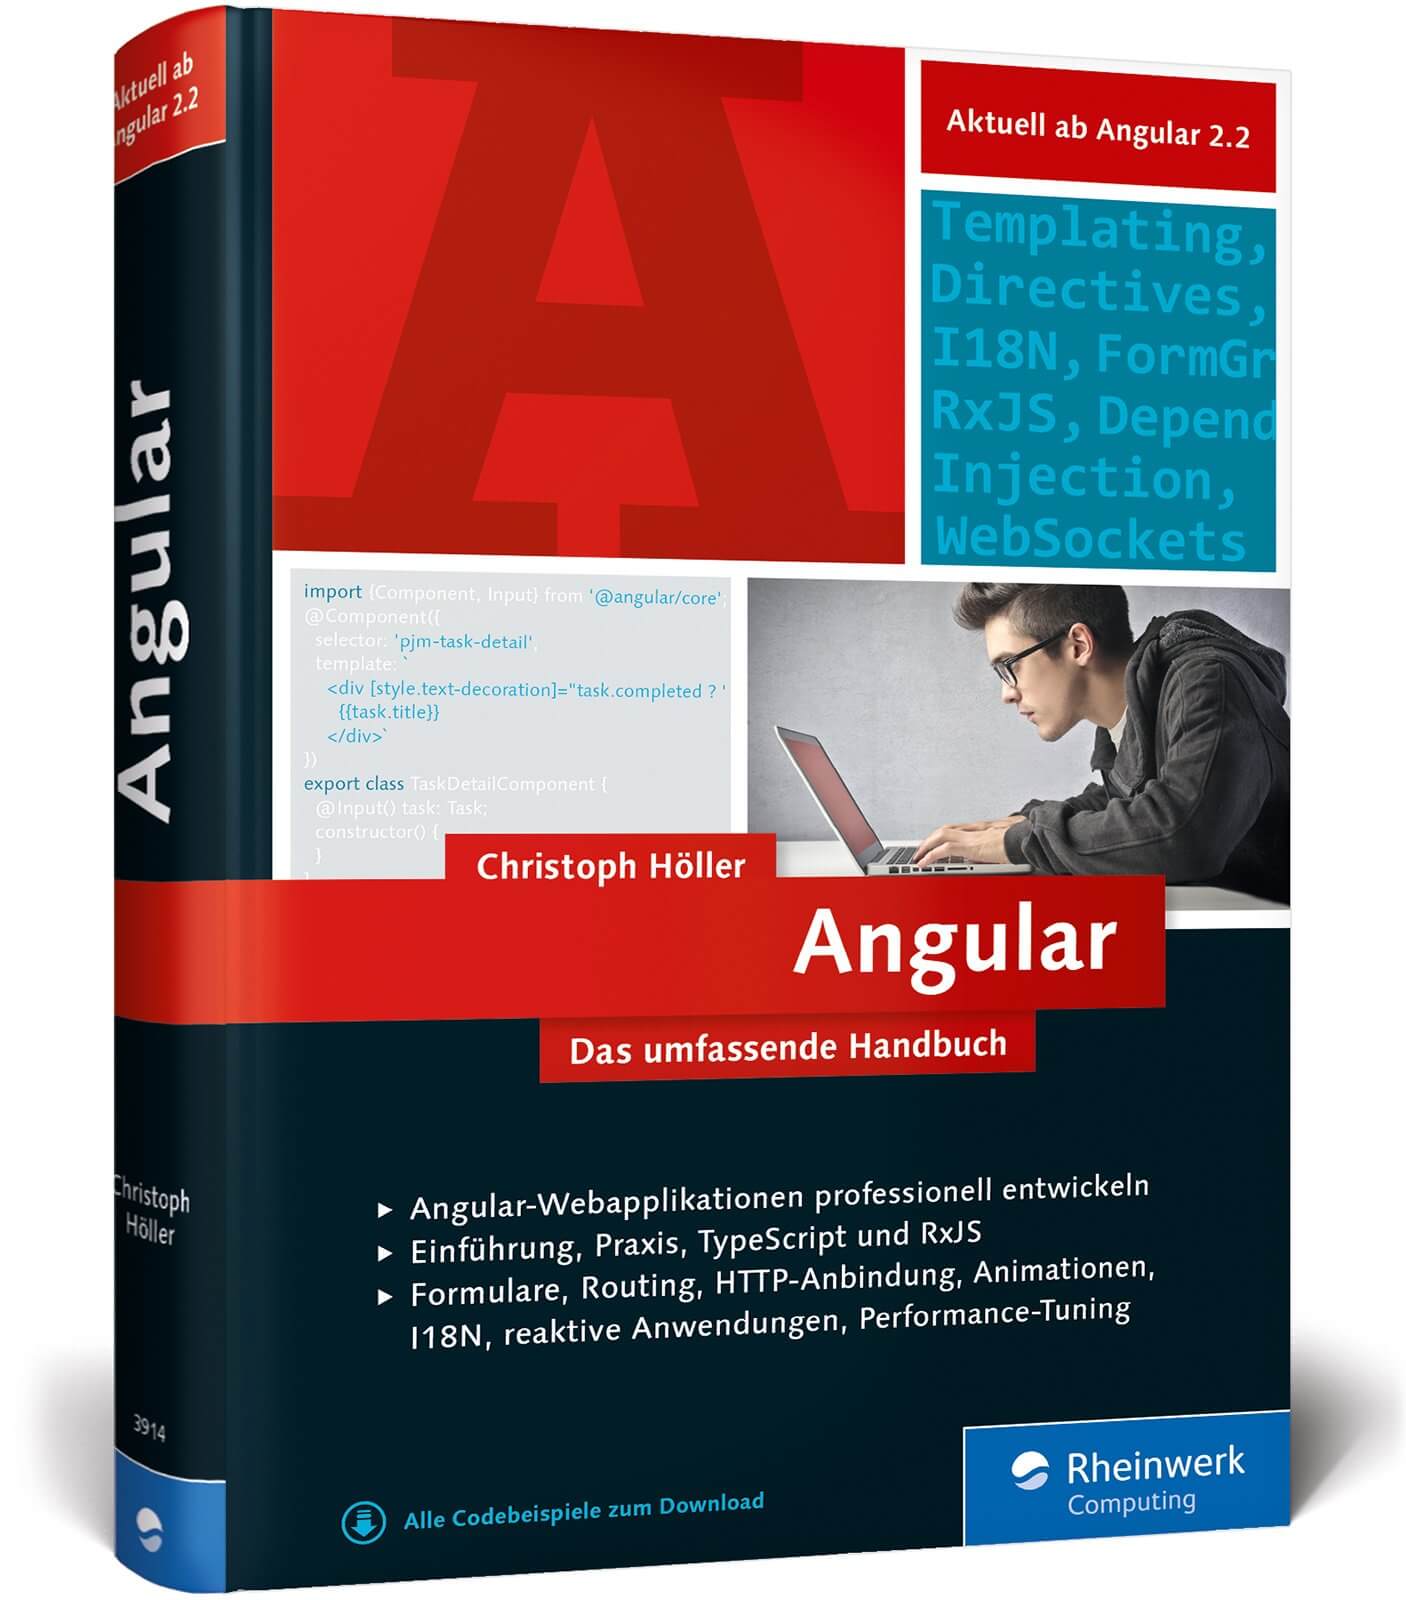 Aktuell ab
Angular 2.2
Angular
Christoph
Höller
3914
Aktuell ab Angular 2.2
Templating,
Directives,
I18N, FormGr
RxJS, Depend
Injection,
WebSockets
import {Component, Input} from '@angular/core';
@Component({
selector: 'pjm-task-detail',
template: `
<div [style.text-decoration]="task.completed ? '
{{task.title}}
</div>`
})
export class TaskDetailComponent {
@Input() task: Task;
constructor() {
}
}
Christoph Höller
Angular
Das umfassende Handbuch
▸ Angular-Webapplikationen professionell entwickeln
▸ Einführung, Praxis, TypeScript und RxJS
▸ Formulare, Routing, HTTP-Anbindung, Animationen,
I18N, reaktive Anwendungen, Performance-Tuning
Alle Codebeispiele zum Download
Rheinwerk
Computing